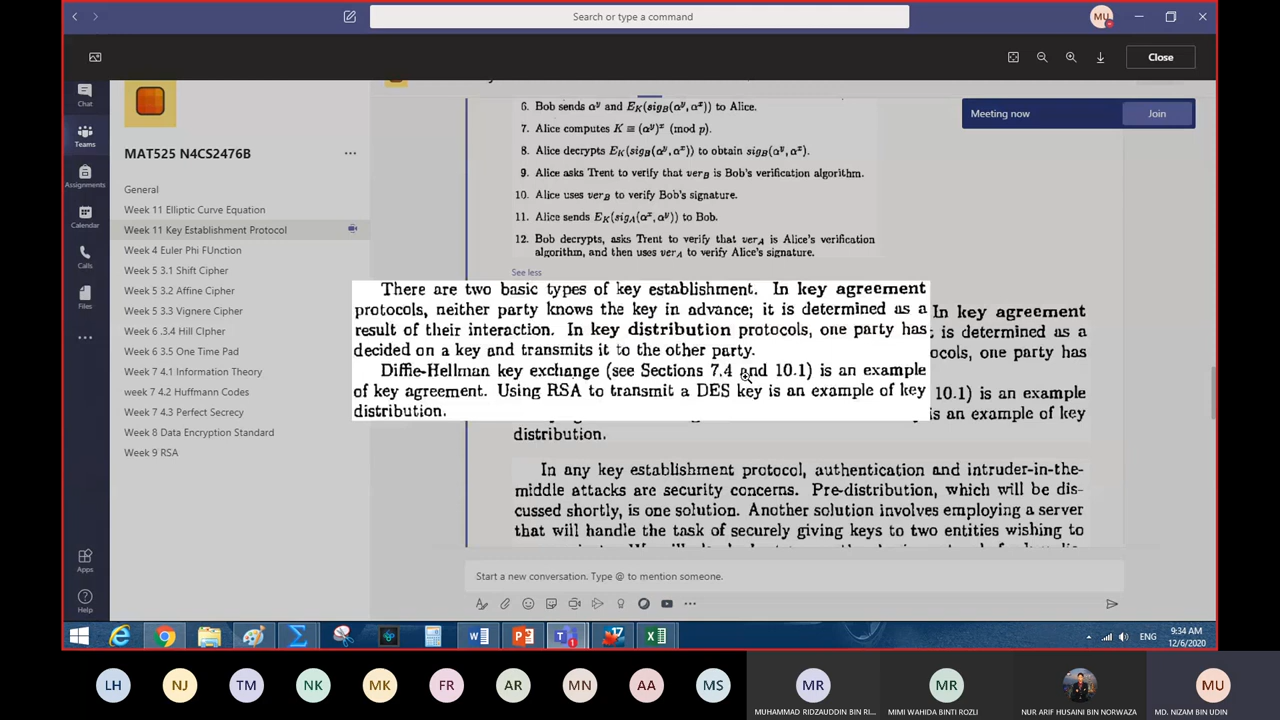 Search or type a command
MU
Close
Chat
Teams
Assignments
Calendar
Calls
Files
Apps
Help
MAT525 N4CS2476B
General
Week 11 Elliptic Curve Equation
Week 11 Key Establishment Protocol
Week 4 Euler Phi FUnction
Week 5 3.1 Shift Cipher
Week 5 3.2 Affine Cipher
Week 5 3.3 Vignere Cipher
Week 6 .3.4 Hill CIpher
Week 6 3.5 One Time Pad
Week 7 4.1 Information Theory
week 7 4.2 Huffmann Codes
Week 7 4.3 Perfect Secrecy
Week 8 Data Encryption Standard
Week 9 RSA
Meeting now
Join
6. Bob sends α^y and E_K(sig_B(α^y, α^x)) to Alice.
7. Alice computes K ≡ (α^y)^x (mod p).
8. Alice decrypts E_K(sig_B(α^y, α^x)) to obtain sig_B(α^y, α^x).
9. Alice asks Trent to verify that ver_B is Bob's verification algorithm.
10. Alice uses ver_B to verify Bob's signature.
11. Alice sends E_K(sig_A(α^x, α^y)) to Bob.
12. Bob decrypts, asks Trent to verify that ver_A is Alice's verification
algorithm, and then uses ver_A to verify Alice's signature.
See less
There are two basic types of key establishment. In key agreement
protocols, neither party knows the key in advance; it is determined as a
result of their interaction. In key distribution protocols, one party has
decided on a key and transmits it to the other party.
Diffie-Hellman key exchange (see Sections 7.4 and 10.1) is an example
of key agreement. Using RSA to transmit a DES key is an example of key
distribution.
In key agreement
is determined as a
ocols, one party has
10.1) is an example
is an example of key
distribution.
In any key establishment protocol, authentication and intruder-in-the-
middle attacks are security concerns. Pre-distribution, which will be dis-
cussed shortly, is one solution. Another solution involves employing a server
that will handle the task of securely giving keys to two entities wishing to
Start a new conversation. Type @ to mention someone.
ENG
9:34 AM
12/6/2020
LH
NJ
TM
NK
MK
FR
AR
MN
AA
MS
MR
MUHAMMAD RIDZAUDDIN BIN RI...
MR
MIMI WAHIDA BINTI ROZLI
NUR ARIF HUSAINI BIN NORWAZA
MU
MD. NIZAM BIN UDIN